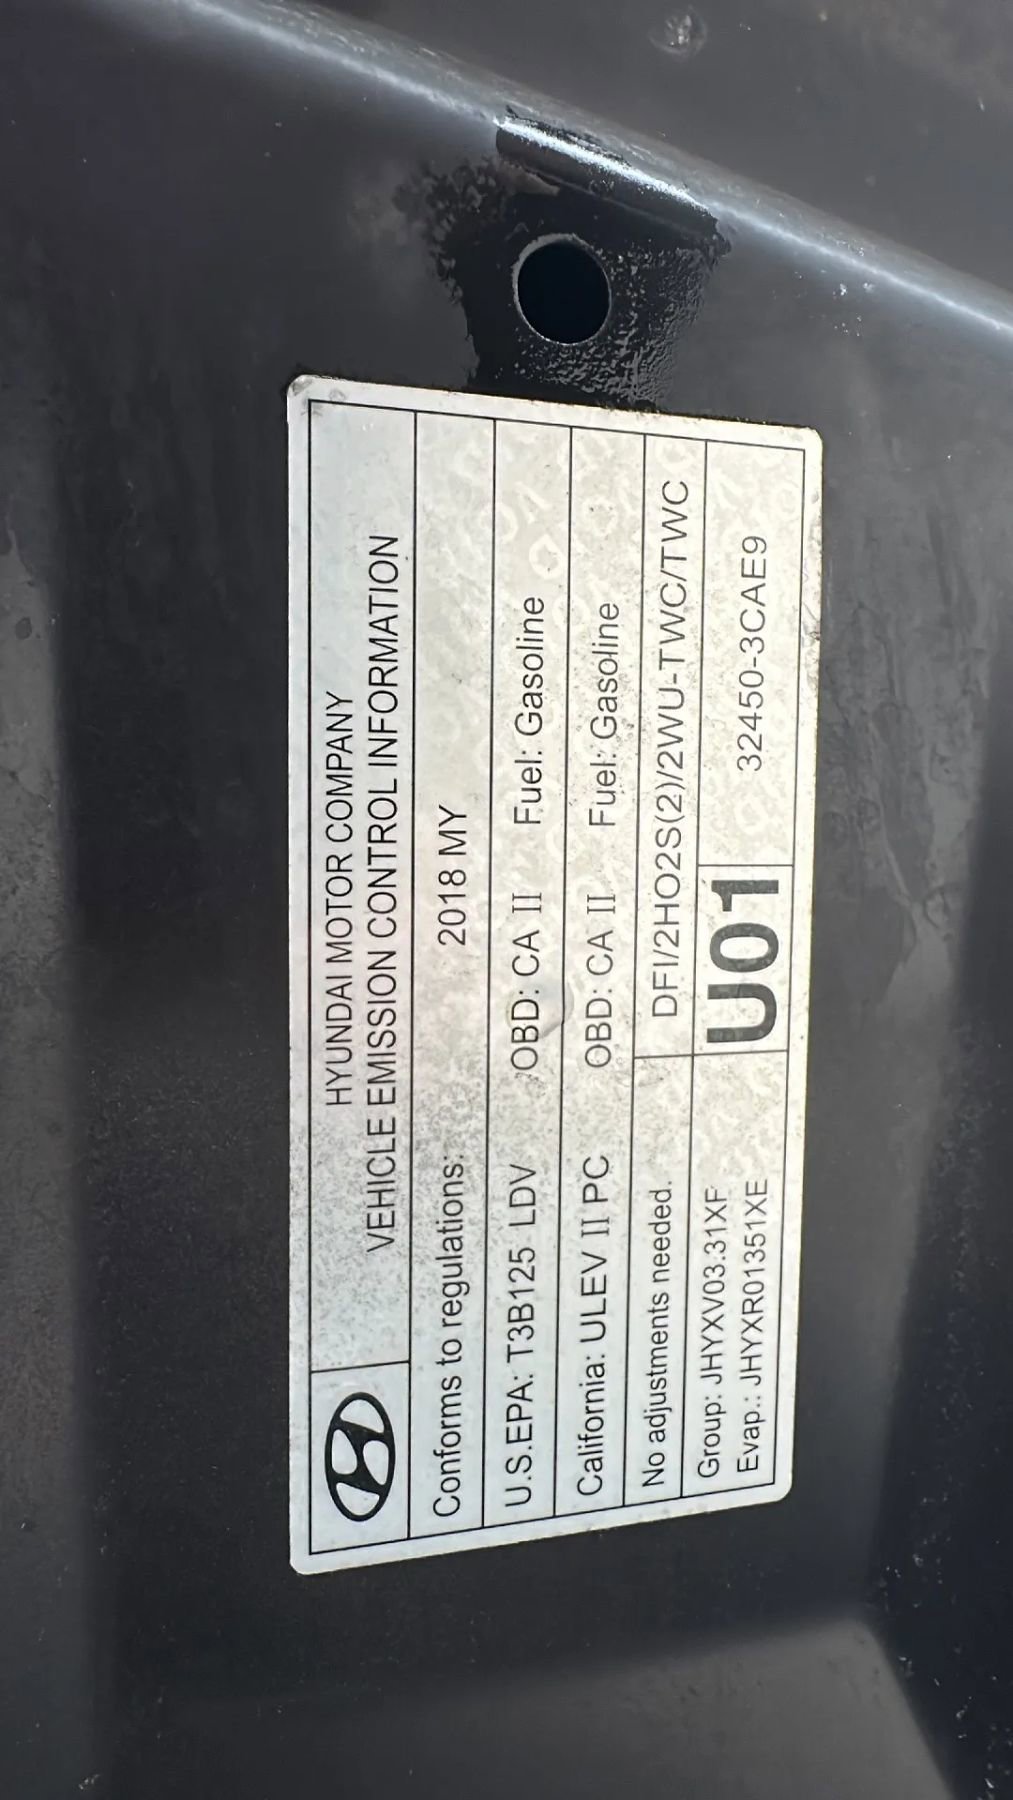 HYUNDAI MOTOR COMPANY
VEHICLE EMISSION CONTROL INFORMATION
Conforms to regulations: 2018 MY
U.S.EPA: T3B125 LDV OBD: CA II Fuel: Gasoline
California: ULEV II PC OBD: CA II Fuel: Gasoline
No adjustments needed. DFI/2HO2S(2)/2WU-TWC/TWC
Group: JHYXV03.31XF
Evap.: JHYXR01351XE
U01
32450-3CAE9